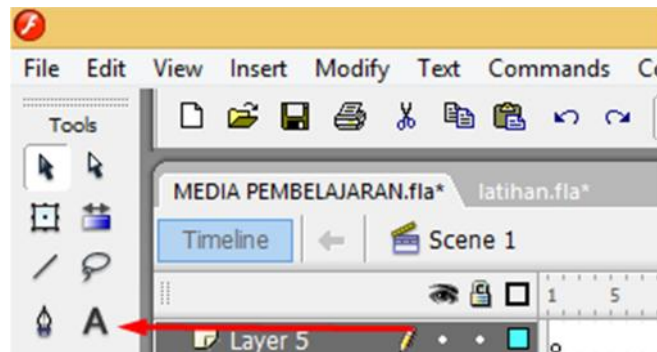 File Edit View Insert Modify Text Commands
Tools
MEDIA PEMBELAJARAN.fla* latihan.fla*
Timeline Scene 1
1 5
A
Layer 5